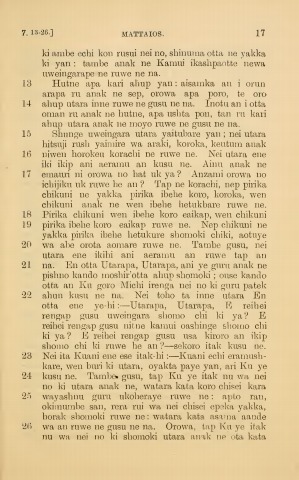 7. 13-26.] MATTAIOS. 17
ki ambe echi kon rusui nei no, shinuma otta ne yakka
ki yan: tambe anak ne Kamui ikashpaotte newa
uweingarape ne ruwe ne na.
13 Hutne apa kari ahup yan: aisamka an i orun
arapa ru anak ne sep, orowa apa poro, ne oro
14 ahup utara inne ruwe ne gusu ne na. Inotu an i otta
oman ru anak ne hutne, apa ushta pon, tan ru kari
ahup utara anak ne moyo ruwe ne gusu ne na.
15 Shunge uweingara utara yaitubare yan; nei utara
hitsuji rush yaimire wa araki, koroka, keutum anak
16 niwen horokeu korachi ne ruwe ne. Nei utara ene
iki ikip ani aeramu an kusu ne. Ainu anak ne
17 emauri ni orowa no hat uk ya? Anzami orowa no
ichijiku uk ruwe he an? Tap ne korachi, nep pirika
chikuni ne yakka pirika ibehe koro, koroka, wen
chikuni anak ne wen ibehe hetukbare ruwe ne.
18 Pirika chikuni wen ibehe koro eaikap, wen chikuni
19 pirika ibehe koro eaikap ruwe ne. Nep chikuni ne
yakka pirika ibehe hetukure shomoki chiki, aotuye
20 wa abe orota aomare ruwe ne. Tambe gusu, nei
utara ene ikihi ani aeramu an ruwe tap an
21 na. En otta Utarapa, Utarapa, ani ye guru anak ne
pishno kando moshir'otta ahup shomoki; onse kando
otta an Ku goro Michi irenga nei no ki guru patek
22 ahun kusu ne na. Nei toho ta inne utara En
otta ene ye-hi:—Utarapa, Utarapa, E reihei
rengap gusu uweingara shomo chi ki ya? E
reihei rengap gusu nitne kamui oashinge shomo chi
ki ya? E reihei rengap gusu usa kiroro an ikip
shomo chi ki ruwe he an?—sekoro itak kusu ne.
23 Nei ita Kuani ene ese itak-hi:—Kuani echi eramush-
kare, wen buri ki utara, oyakta paye yan, ari Ku ye
24 kusu ne. Tambe gusu, tap Ku ye itak nu wa nei
no ki utara anak ne, watara kata koro chisei kara
25 wayashnu guru ukoheraye ruwe ne: apto ran,
okimumbe san, rera rui wa nei chisei epeka yakka,
horak shomoki ruwe ne: watara kata asama aande
26 wa an ruwe ne gusu ne na. Orowa, tap Ku ye itak
nu wa nei no ki shomoki utara anak ne ota kata